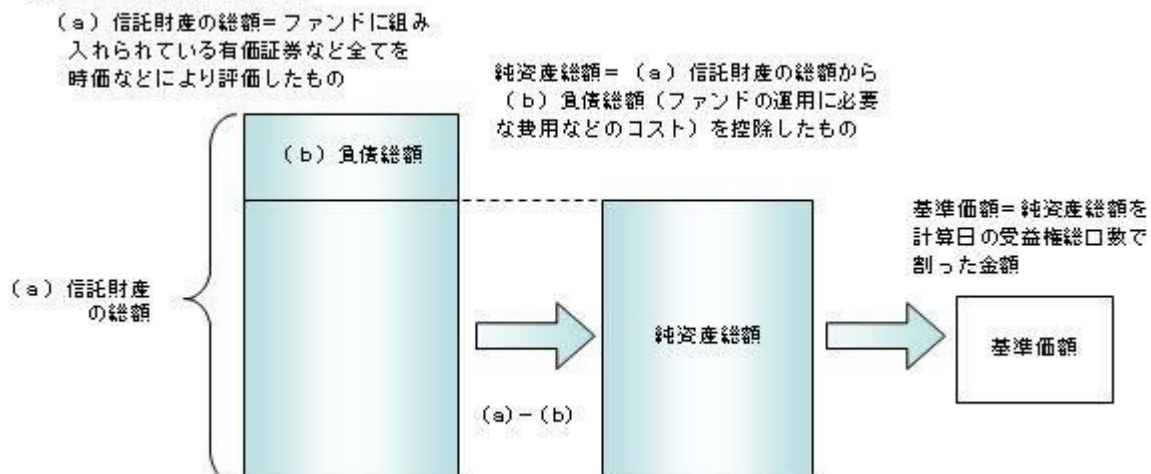 (a) 信託財産の総額=ファンドに組み
入れられている有価証券など全てを
時価などにより評価したもの
純資産総額= (a) 信託財産の総額から
(b) 負債総額(ファンドの運用に必要
な費用などのコスト)を控除したもの
(b) 負債総額
基準価額=純資産総額を
計算日の受益権総口数で
割った金額
(a) 信託財産
の総額
純資産総額
基準価額
(a)-(b)